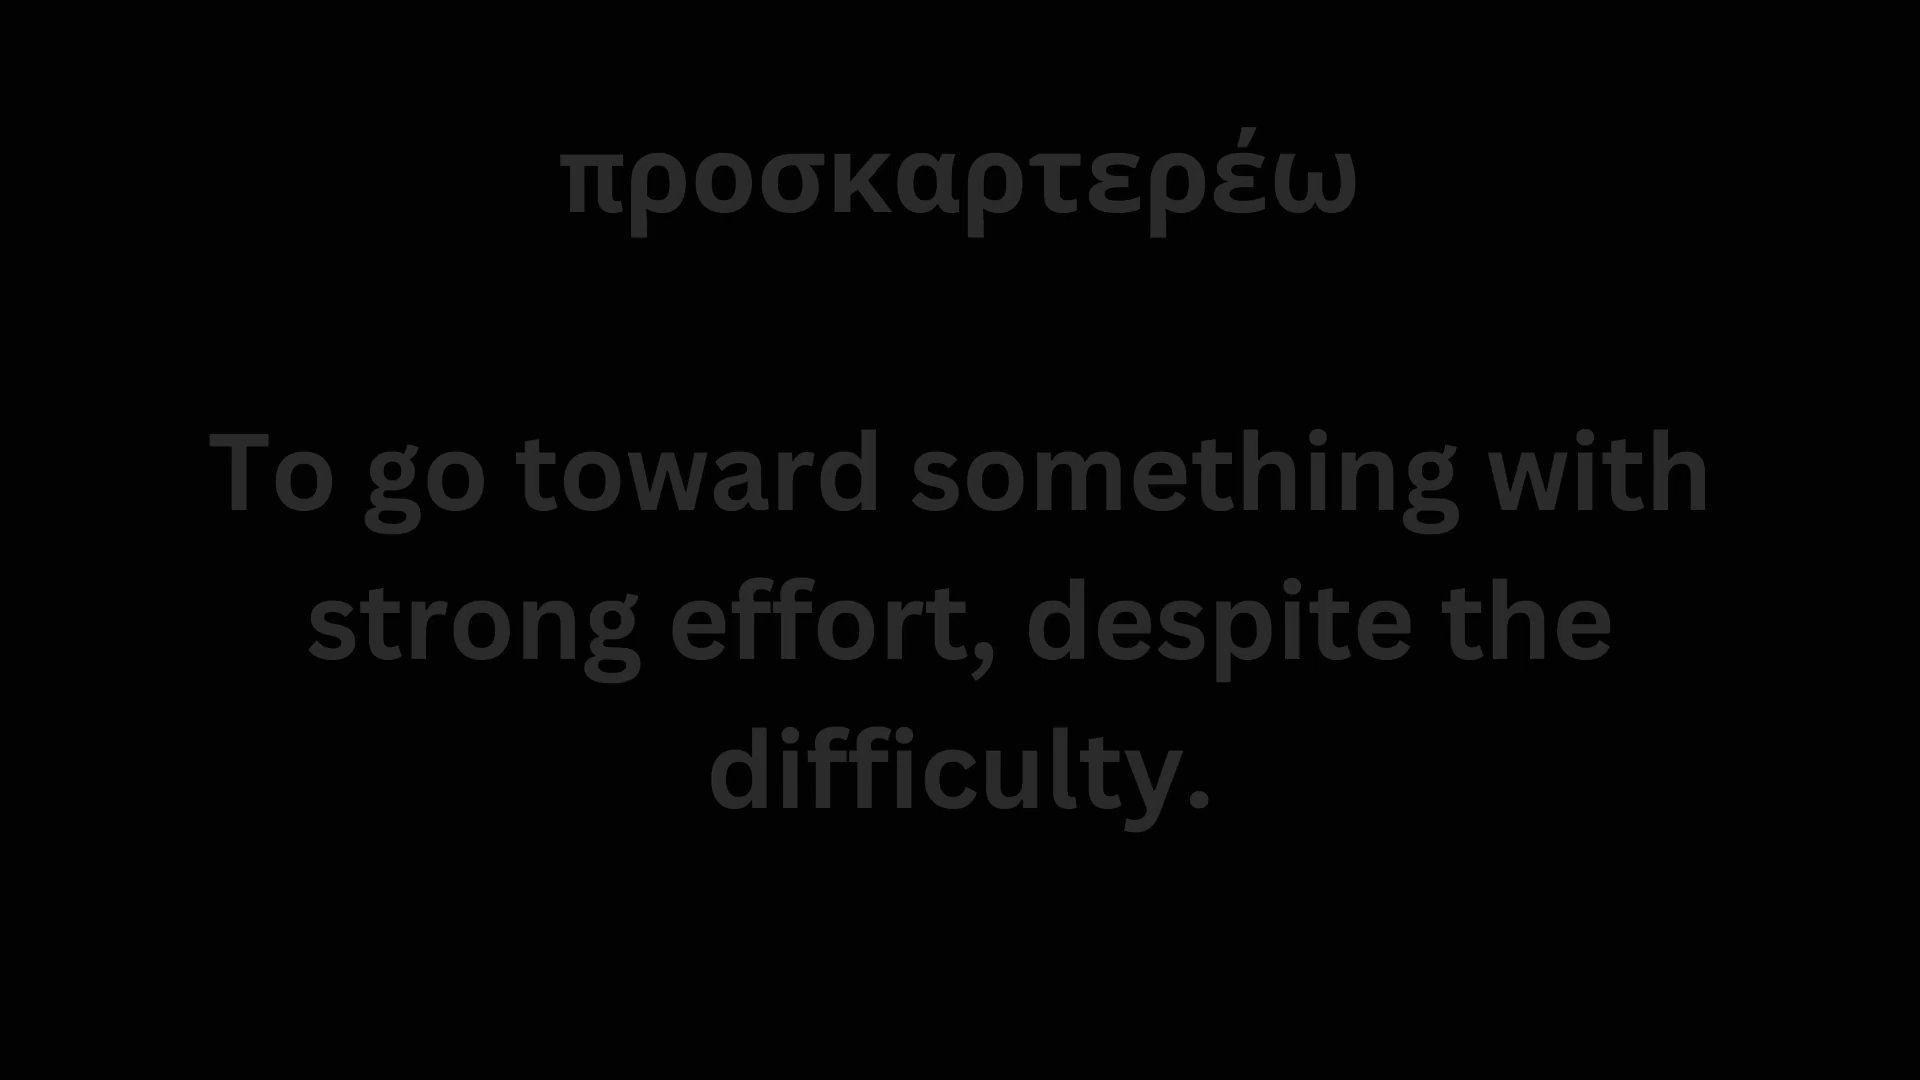 προσκαρτερέω
To go toward something with
strong effort, despite the
difficulty.